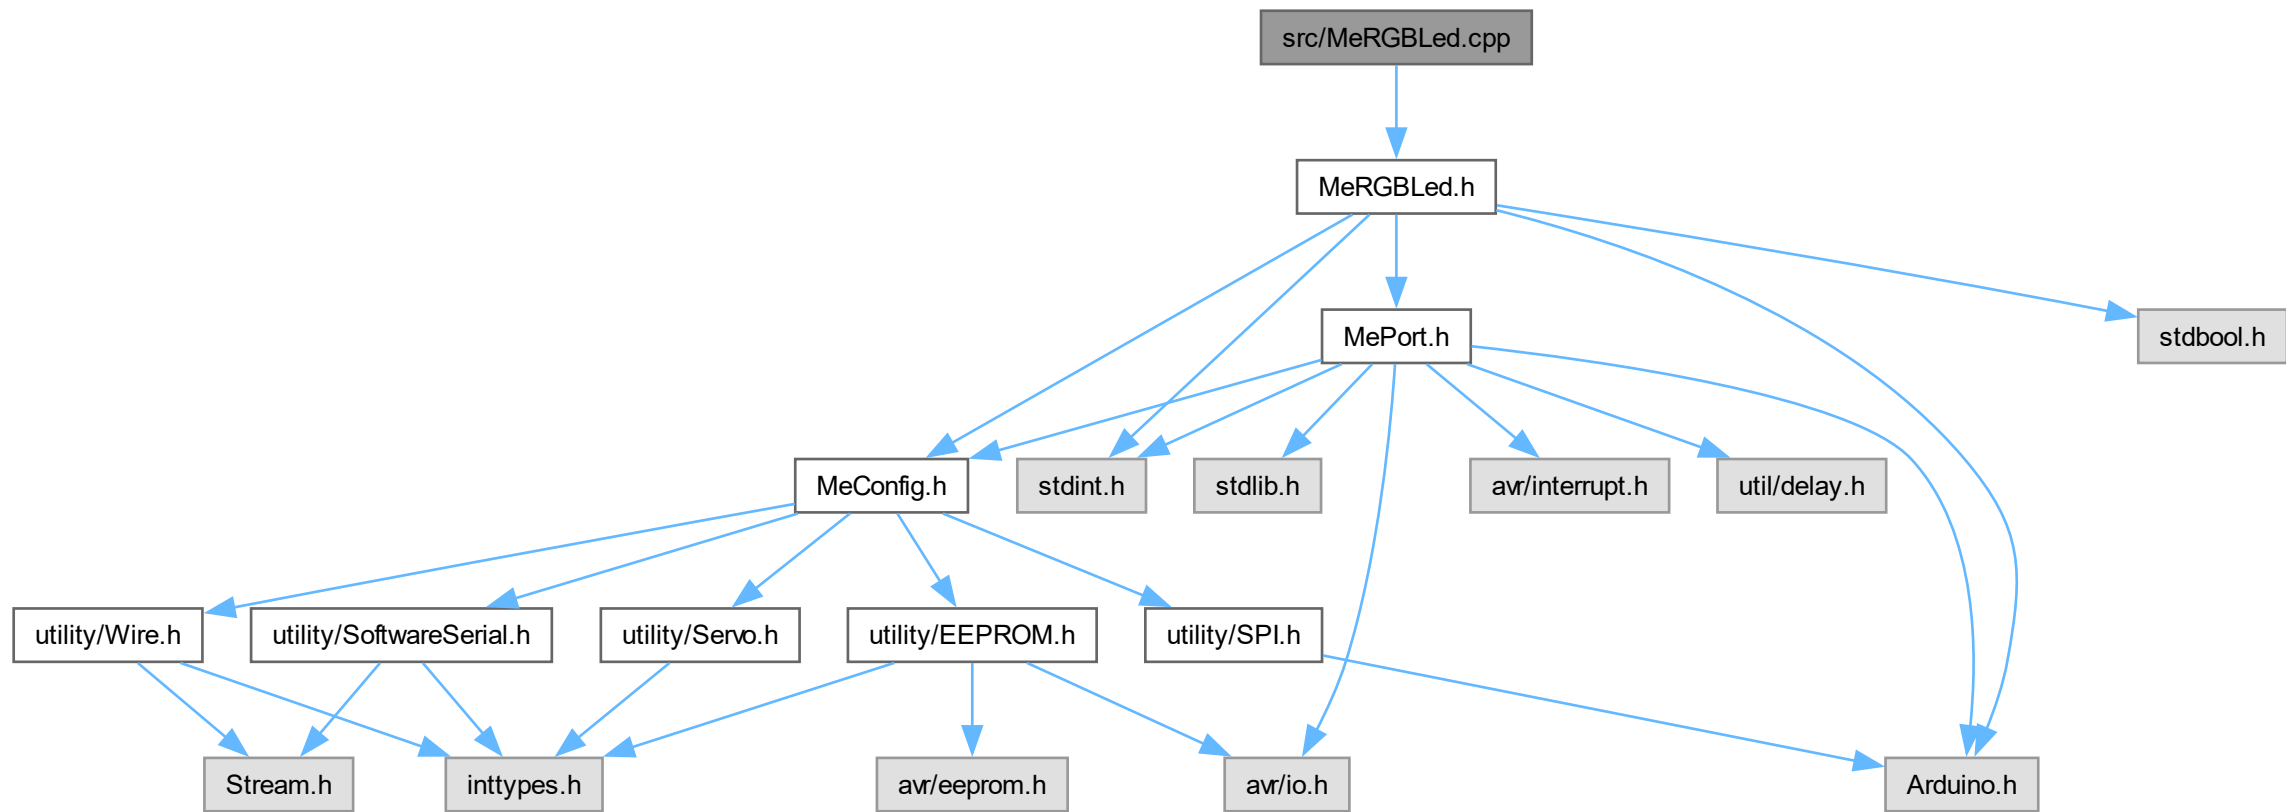 src/MeRGBLed.cpp
MeRGBLed.h
MePort.h
stdbool.h
MeConfig.h
stdint.h
stdlib.h
avr/interrupt.h
util/delay.h
utility/Wire.h
utility/SoftwareSerial.h
utility/Servo.h
utility/EEPROM.h
utility/SPI.h
Stream.h
inttypes.h
avr/eeprom.h
avr/io.h
Arduino.h